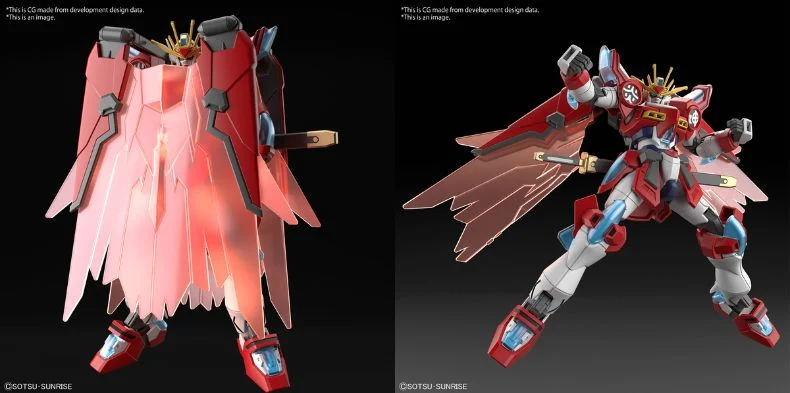 *This is CG made from development design data.
*This is an image.
©SOTSU・SUNRISE
*This is CG made from development design data.
*This is an image.
©SOTSU・SUNRISE